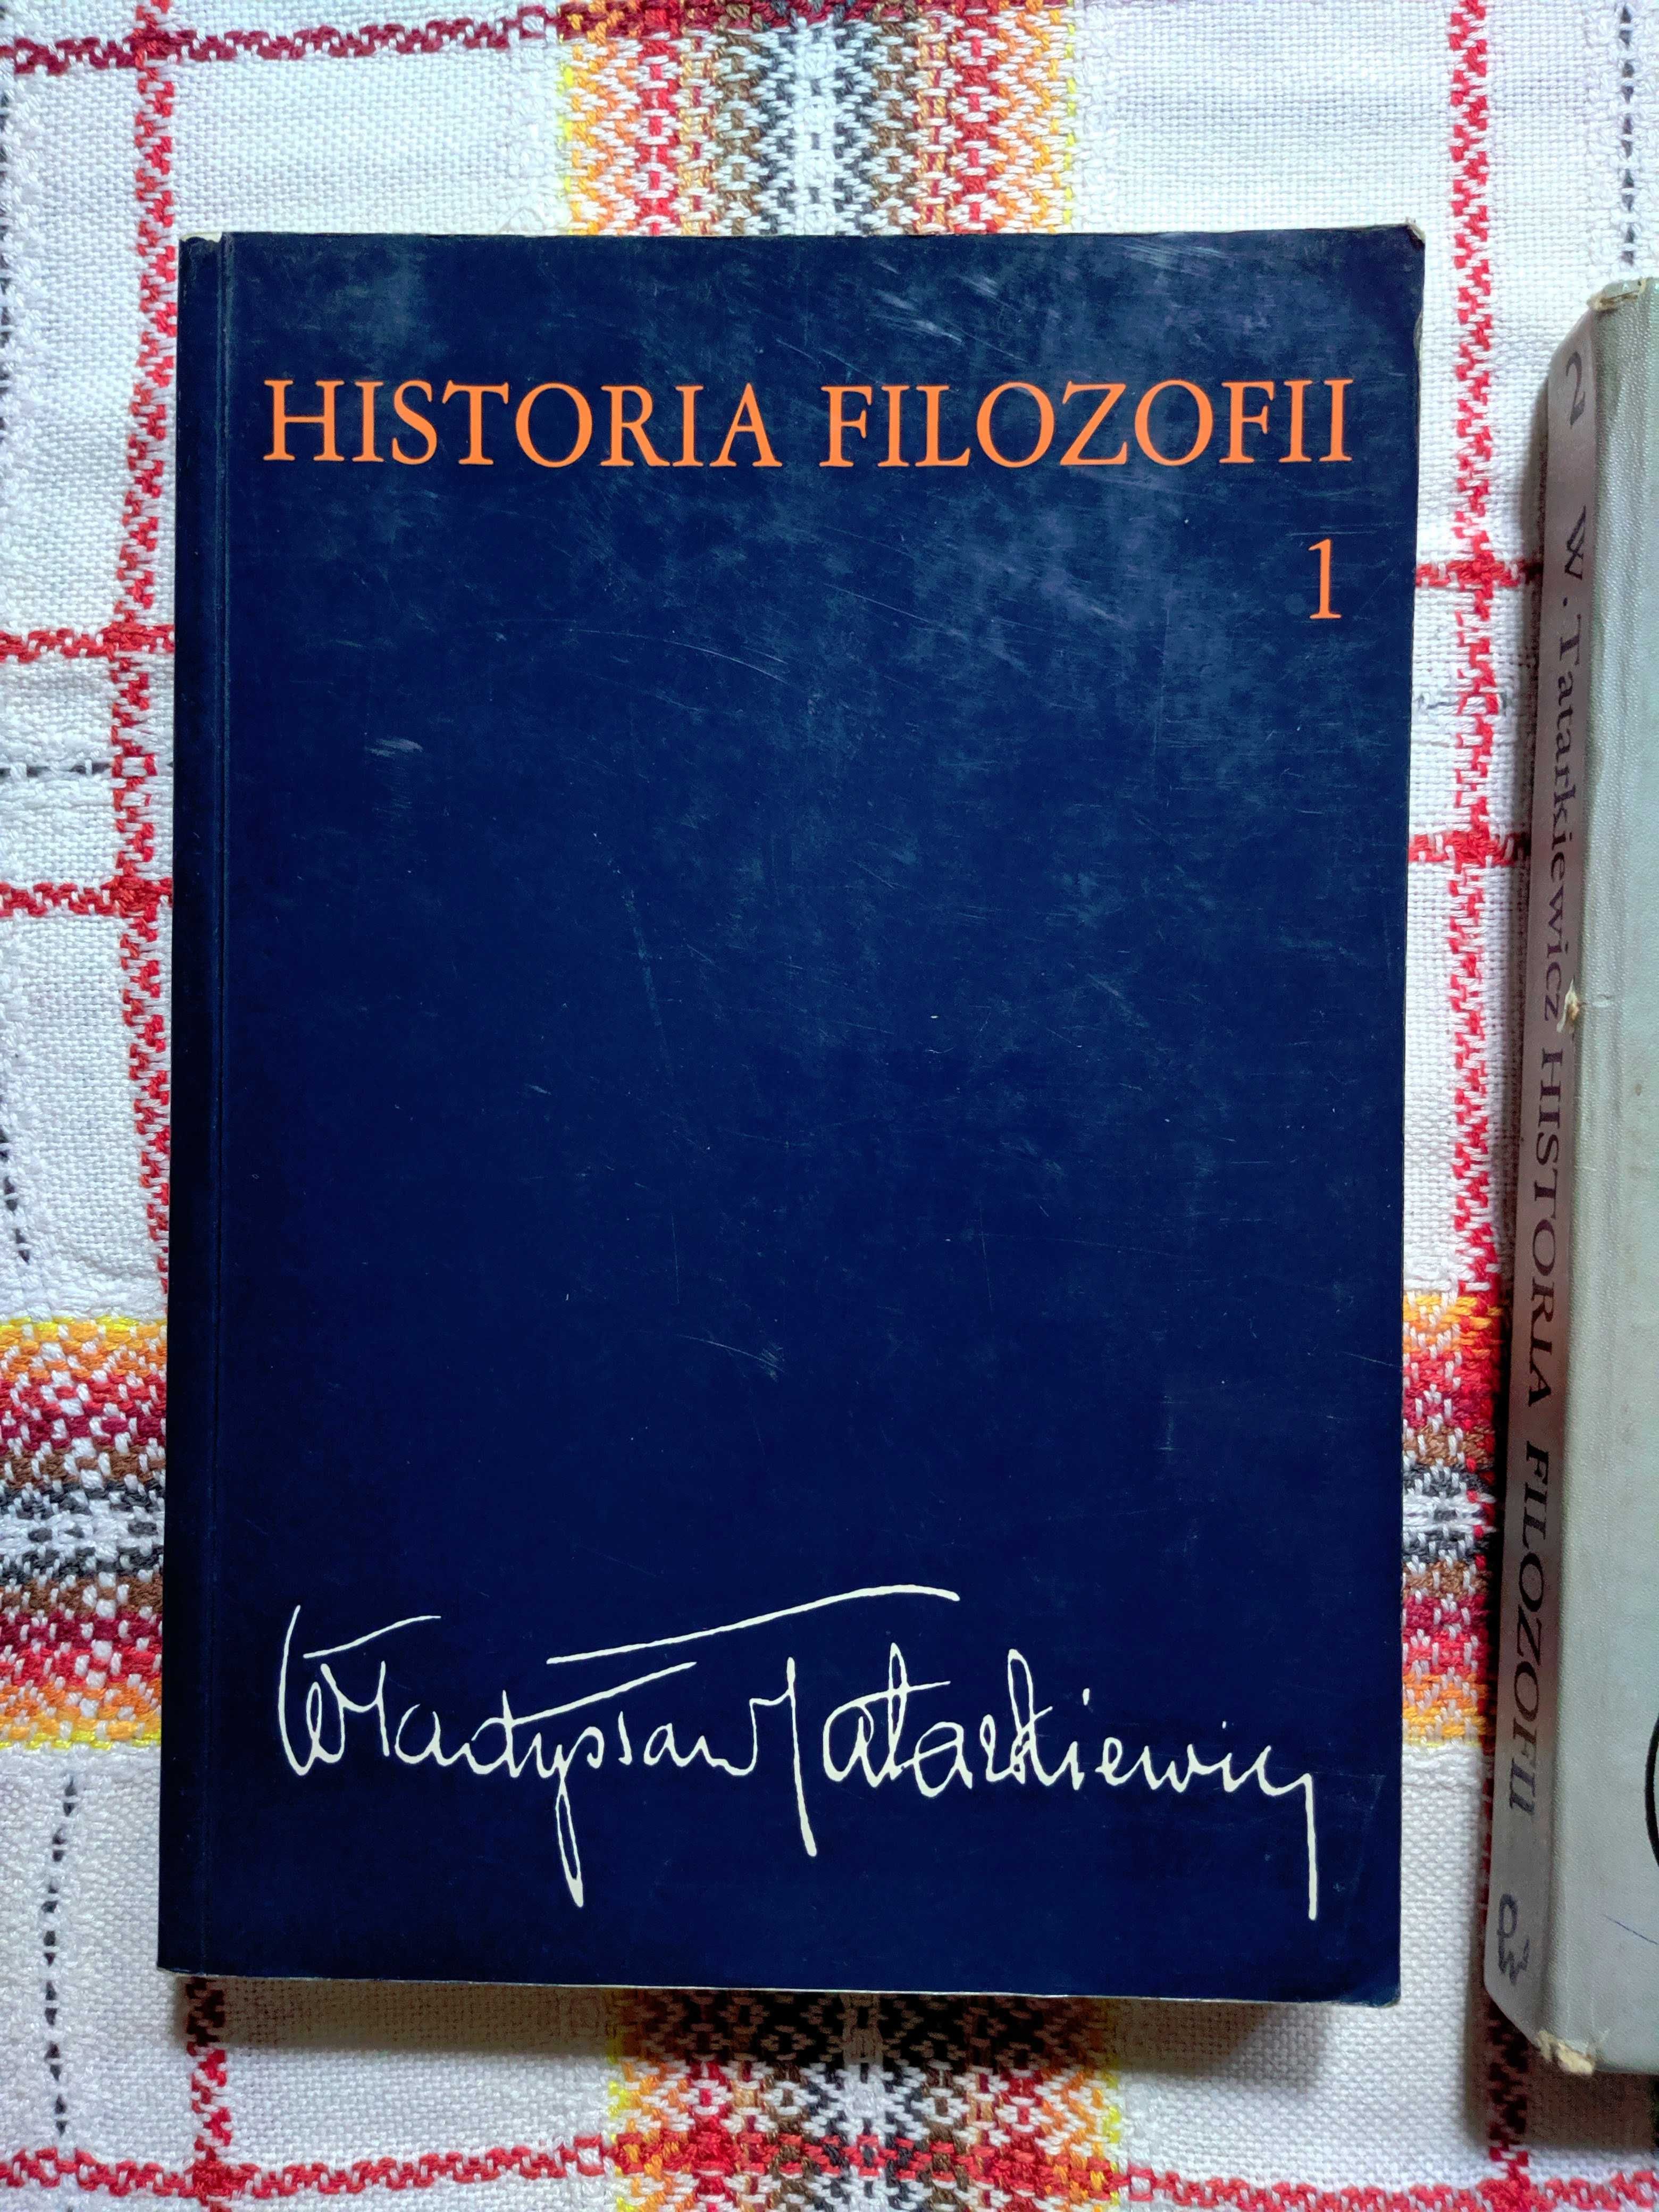 HISTORIA FILOZOFII
1
Władysław Tatarkiewicz
2 W. Tatarkiewicz HISTORIA FILOZOFII